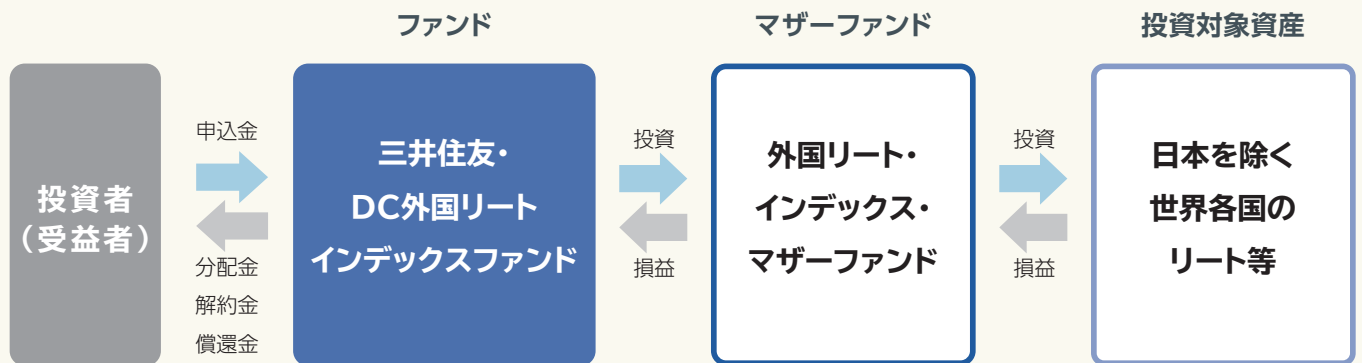 ファンド
マザーファンド
投資対象資産
投資者
（受益者）
申込金
分配金
解約金
償還金
三井住友・
DC外国リート
インデックスファンド
投資
損益
外国リート・
インデックス・
マザーファンド
投資
損益
日本を除く
世界各国の
リート等